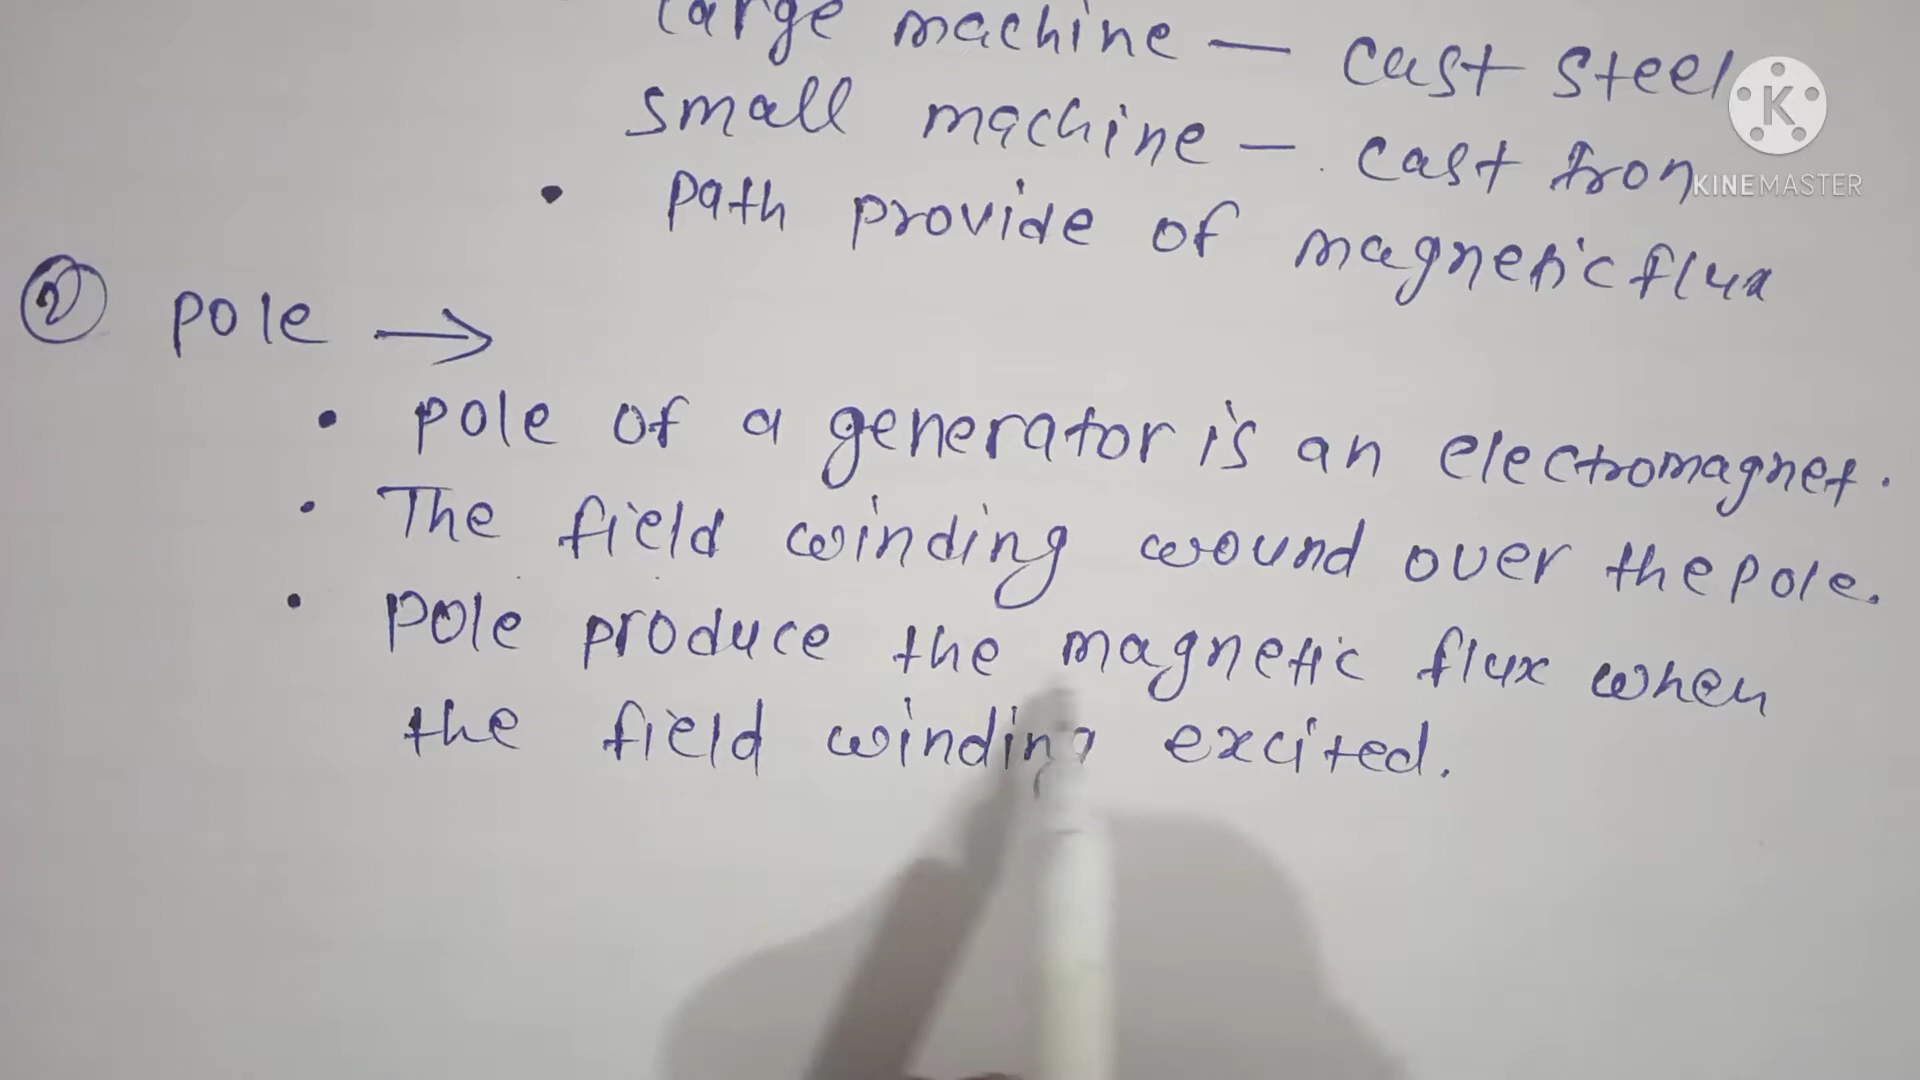 large machine — cast steel
small machine — cast Iron
• Path provide of magnetic flux
② Pole →
• Pole of a generator is an electromagnet.
• The field winding wound over the pole.
• Pole produce the magnetic flux when
the field winding excited.
K
KINEMASTER